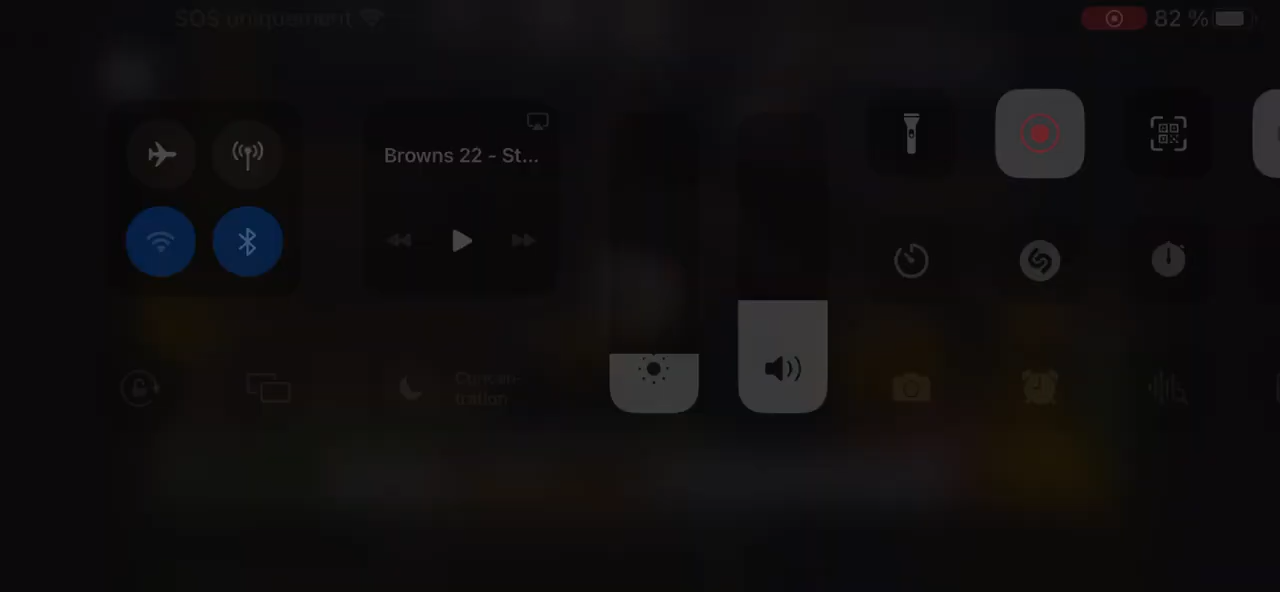 SOS uniquement
82 %
Browns 22 - St...
Concen-
tration